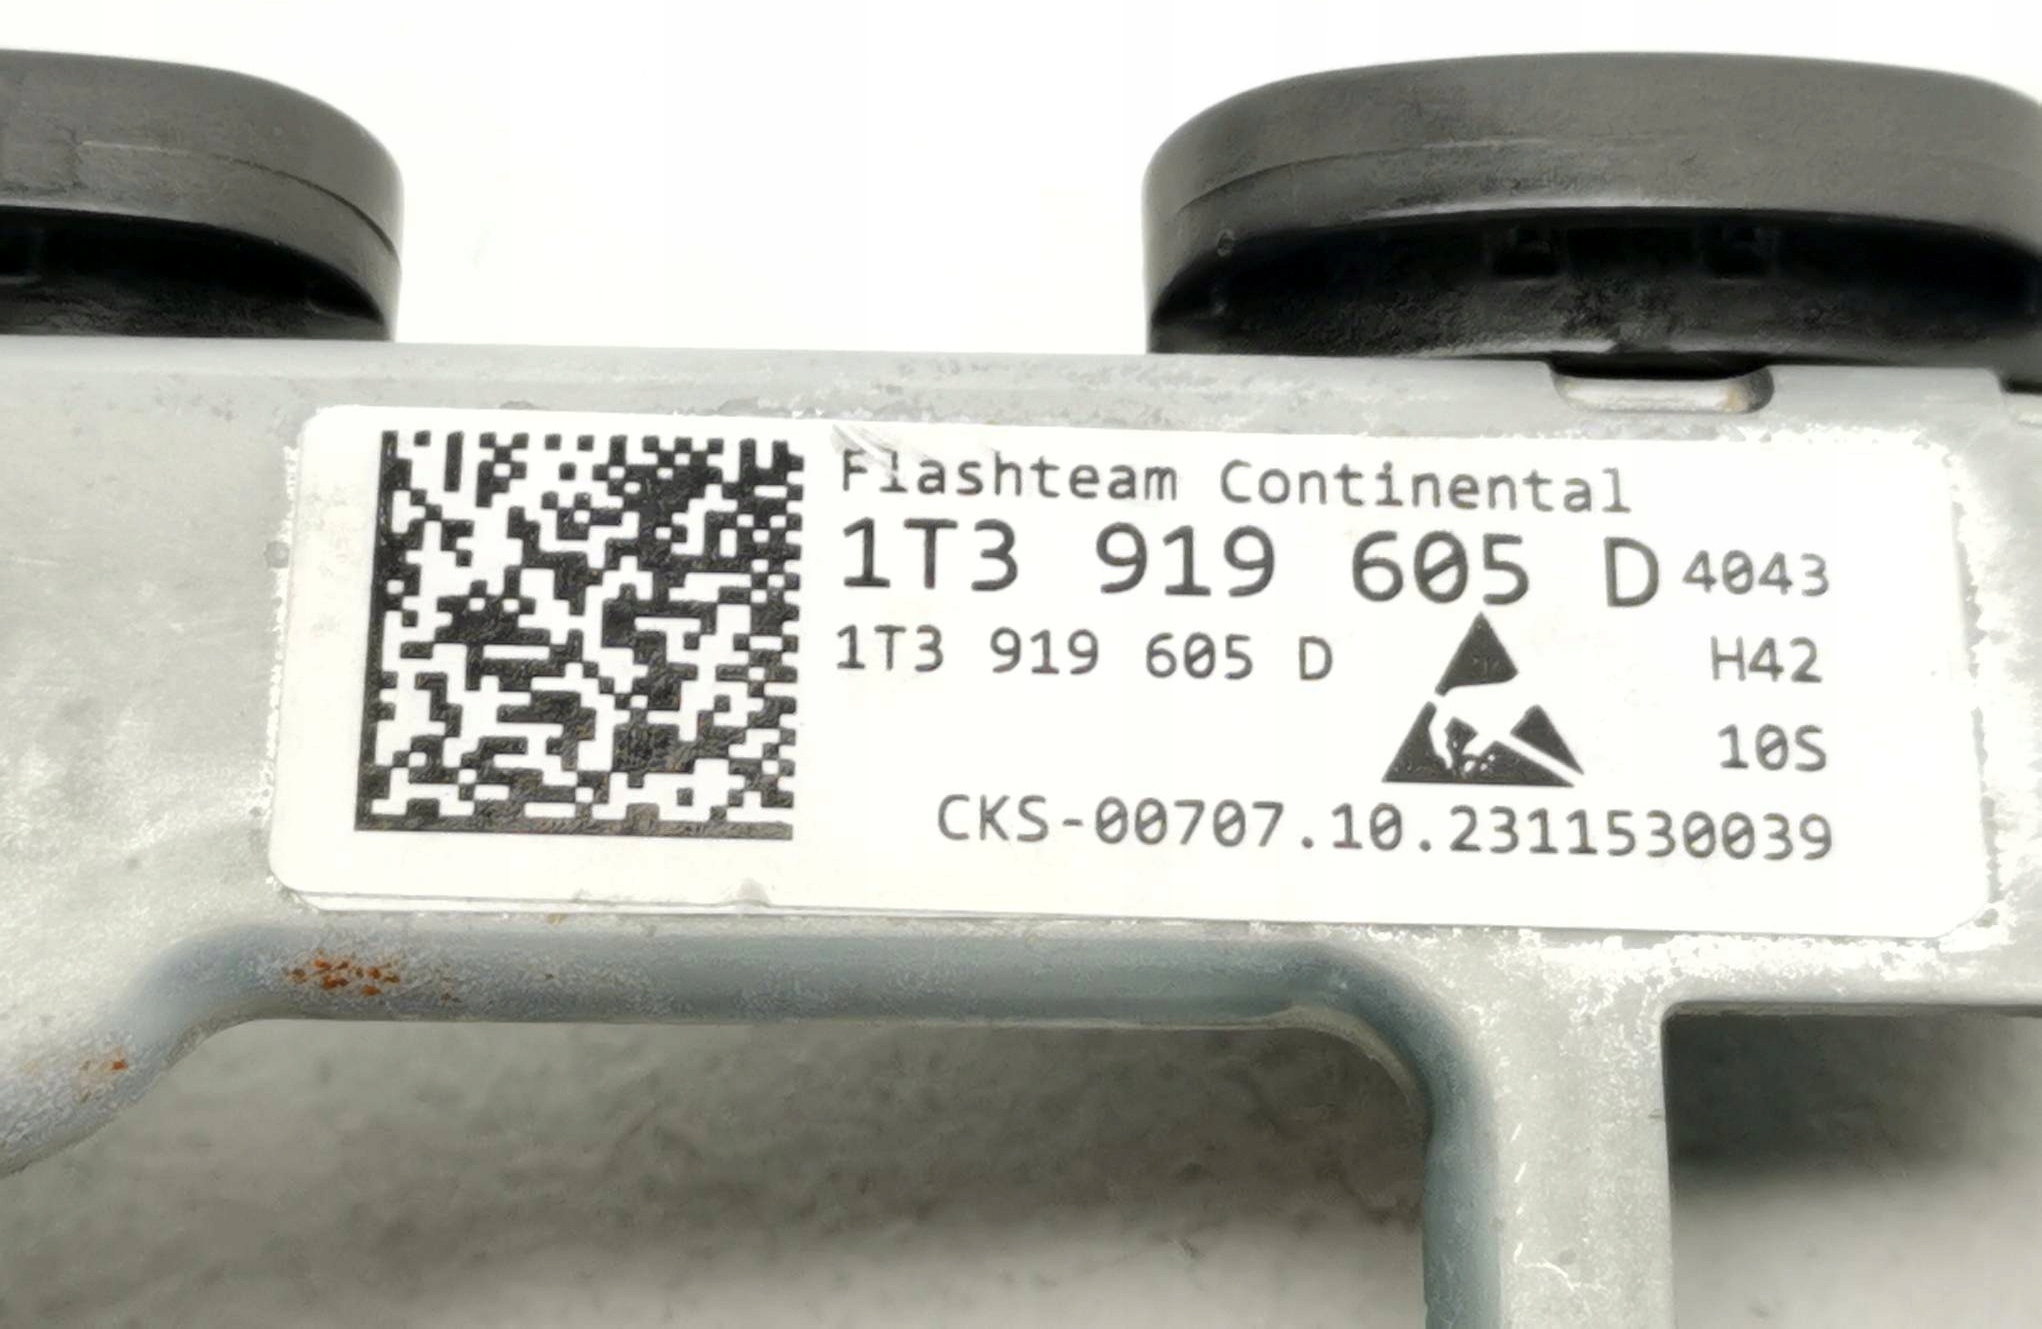 Flashteam Continental
1T3 919 605 D 4043
1T3 919 605 D H42
10S
CKS-00707.10.2311530039